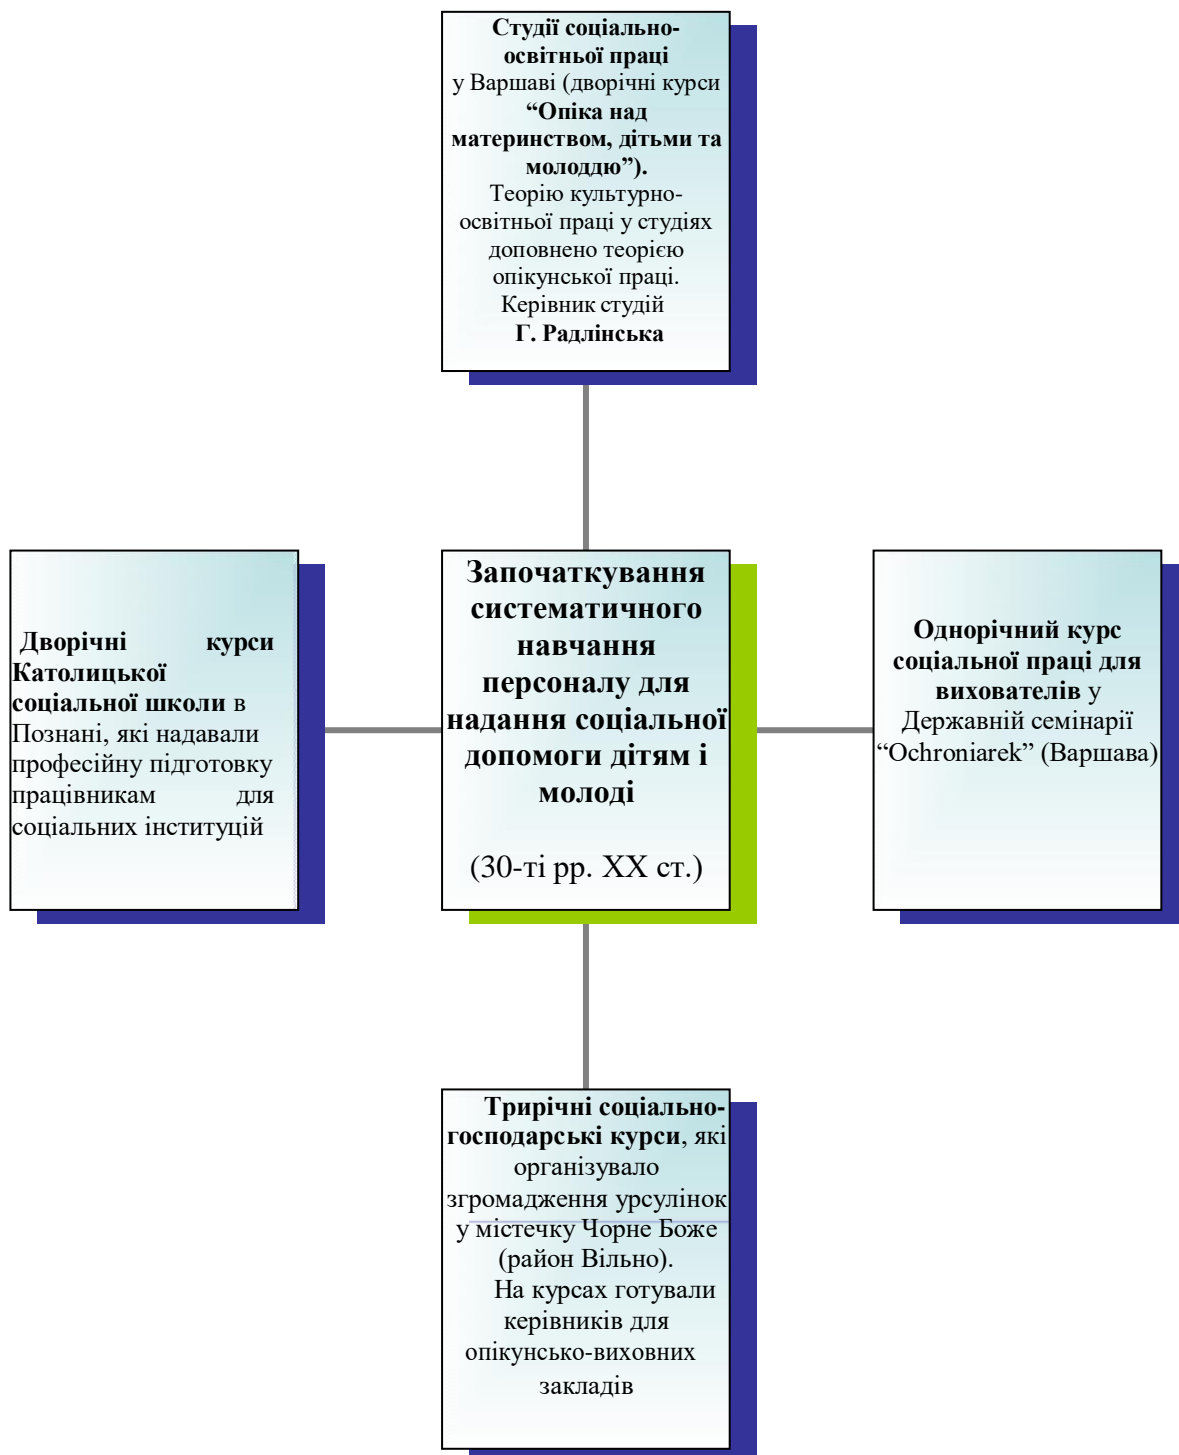 Студії соціально-
освітньої праці
у Варшаві (дворічні курси
“Опіка над
материнством, дітьми та
молоддю”).
Теорію культурно-
освітньої праці у студіях
доповнено теорією
опікунської праці.
Керівник студій
Г. Радлінська
Дворічні курси
Католицької
соціальної школи в
Познані, які надавали
професійну підготовку
працівникам для
соціальних інституцій
Започаткування
систематичного
навчання
персоналу для
надання соціальної
допомоги дітям і
молоді
(30-ті рр. ХХ ст.)
Однорічний курс
соціальної праці для
вихователів у
Державній семінарії
“Ochroniarek” (Варшава)
Трирічні соціально-
господарські курси, які
організувало
згромадження урсулінок
у містечку Чорне Боже
(район Вільно).
На курсах готували
керівників для
опікунсько-виховних
закладів